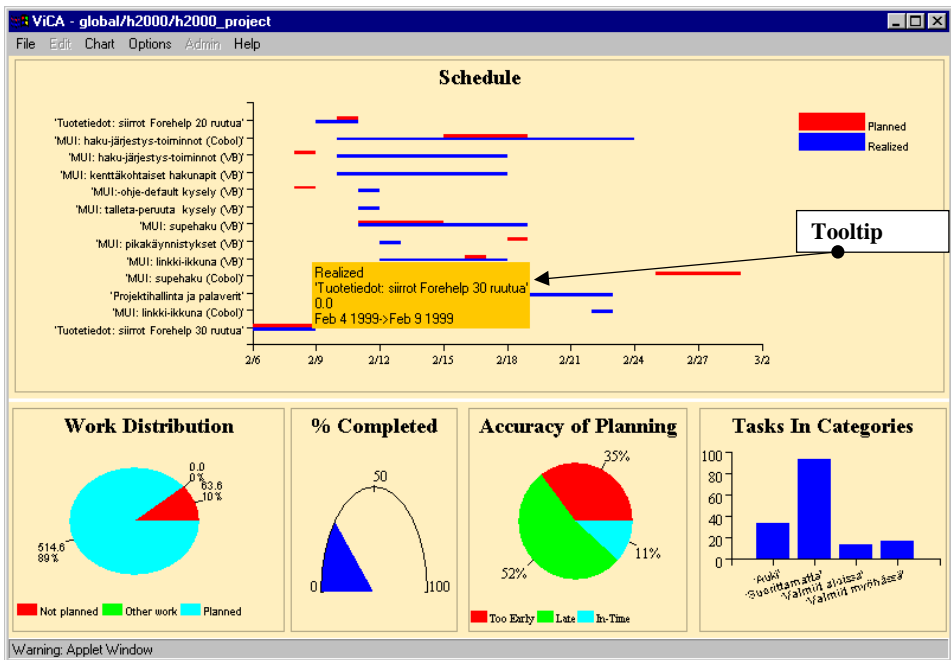 ViCA - global/h2000/h2000_project
File Edit Chart Options Admin Help
Schedule
'Tuotetiedot: siirrot Forehelp 20 ruutua'
'MUI: haku-järjestys-toiminnot (Cobol)'
'MUI: haku-järjestys-toiminnot (VB)'
'MUI: kenttäkohtaiset hakunapit (VB)'
'MUI:-ohje-default kysely (VB)'
'MUI: talleta-peruuta kysely (VB)'
'MUI: supehaku (VB)'
'MUI: pikakäynnistykset (VB)'
'MUI: linkki-ikkuna (VB)'
'MUI: supehaku (Cobol)'
'Projektihallinta ja palaverit'
'MUI: linkki-ikkuna (Cobol)'
'Tuotetiedot: siirrot Forehelp 30 ruutua'
2/6 2/9 2/12 2/15 2/18 2/21 2/24 2/27 3/2
Planned
Realized
Tooltip
Realized
'Tuotetiedot: siirrot Forehelp 30 ruutua'
0.0
Feb 4 1999->Feb 9 1999
Work Distribution
0.0
0%
63.6
10%
514.6
89%
Not planned Other work Planned
% Completed
50
0 100
Accuracy of Planning
35%
11%
52%
Too Early Late In-Time
Tasks In Categories
100
80
60
40
20
0
'Auki'
'Suorittamatta'
'Valmiit ajoissa'
'Valmiit myöhässä'
Warning: Applet Window